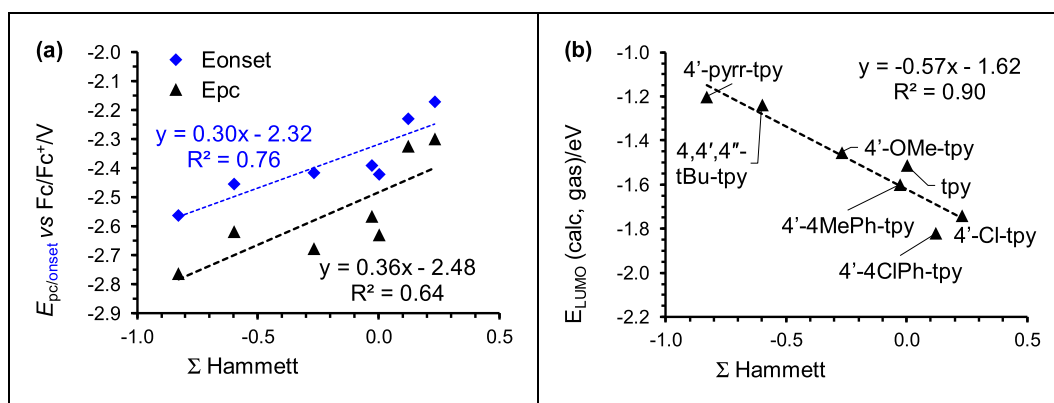 (a)
-2.0
-2.1
-2.2
-2.3
-2.4
-2.5
-2.6
-2.7
-2.8
-2.9
E_pc/onset vs Fc/Fc⁺/V
Eonset
Epc
y = 0.30x - 2.32
R² = 0.76
y = 0.36x - 2.48
R² = 0.64
-1.0
-0.5
0.0
0.5
Σ Hammett
(b)
-1.0
-1.2
-1.4
-1.6
-1.8
-2.0
-2.2
E_LUMO (calc, gas)/eV
4’-pyrr-tpy
y = -0.57x - 1.62
R² = 0.90
4,4′,4″-
tBu-tpy
4’-OMe-tpy
tpy
4’-4MePh-tpy
4’-Cl-tpy
4’-4ClPh-tpy
-1.0
-0.5
0.0
0.5
Σ Hammett